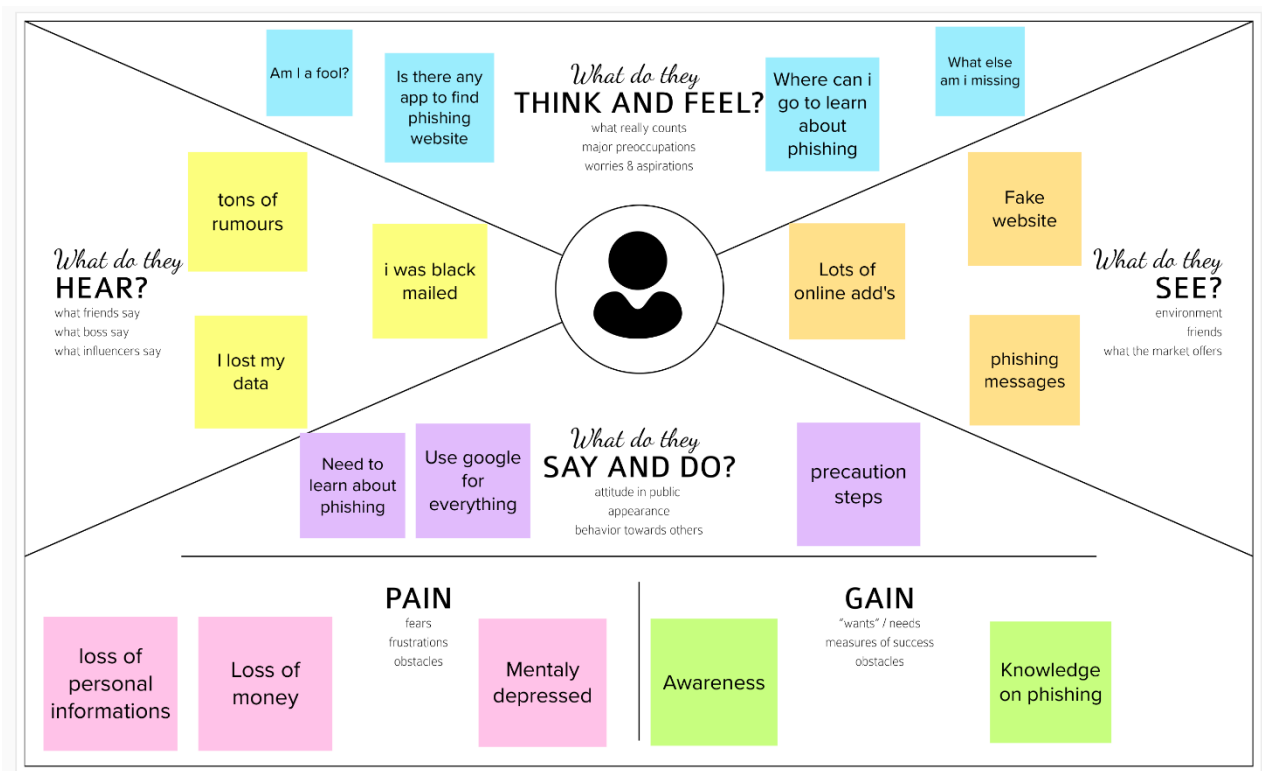 Am I a fool?
Is there any
app to find
phishing
website
What do they
THINK AND FEEL?
what really counts
major preoccupations
worries & aspirations
Where can i
go to learn
about
phishing
What else
am i missing
What do they
HEAR?
what friends say
what boss say
what influencers say
tons of
rumours
i was black
mailed
I lost my
data
Lots of
online add's
Fake
website
phishing
messages
What do they
SEE?
environment
friends
what the market offers
Need to
learn about
phishing
Use google
for
everything
What do they
SAY AND DO?
attitude in public
appearance
behavior towards others
precaution
steps
PAIN
fears
frustrations
obstacles
loss of
personal
informations
Loss of
money
Mentaly
depressed
GAIN
"wants" / needs
measures of success
obstacles
Awareness
Knowledge
on phishing